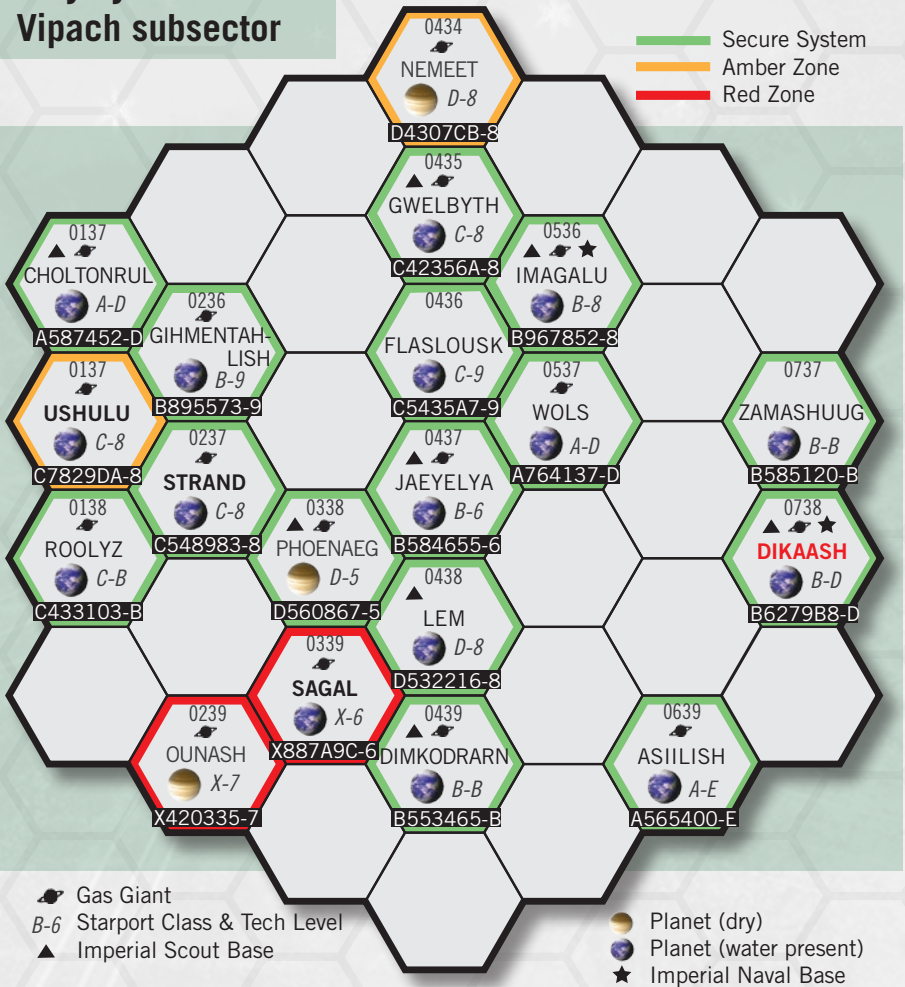 Vipach subsector
Secure System
Amber Zone
Red Zone
0434
NEMEET
D-8
D4307CB-8
0435
GWELBYTH
C-8
C42356A-8
0137
CHOLTONRUL
A-D
A587452-D
0536
IMAGALU
B-8
B967852-8
0236
GIHMENTAH-
LISH
B-9
B895573-9
0436
FLASLOUSK
C-9
C5435A7-9
0137
USHULU
C-8
C7829DA-8
0537
WOLS
A-D
A764137-D
0737
ZAMASHUUG
B-B
B585120-B
0237
STRAND
C-8
C548983-8
0437
JAEYELYA
B-6
B584655-6
0138
ROOLYZ
C-B
C433103-B
0338
PHOENAEG
D-5
D560867-5
0738
DIKAASH
B-D
B6279B8-D
0438
LEM
D-8
D532216-8
0339
SAGAL
X-6
X887A9C-6
0239
OUNASH
X-7
X420335-7
0439
DIMKODRARN
B-B
B553465-B
0639
ASIILISH
A-E
A565400-E
Gas Giant
B-6 Starport Class & Tech Level
Imperial Scout Base
Planet (dry)
Planet (water present)
Imperial Naval Base